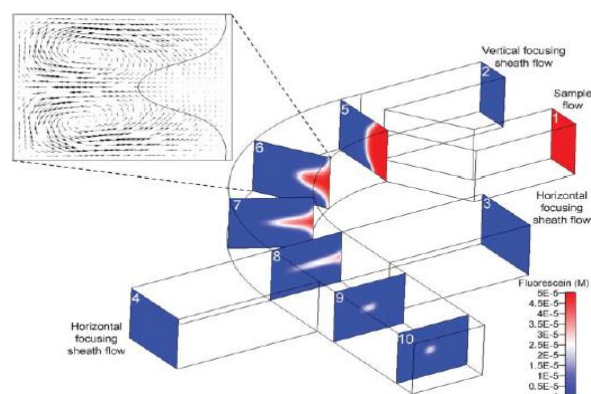 Vertical focusing
sheath flow
2
Sample
flow
1
5
6
7
Horizontal
focusing
sheath flow
3
8
4
9
10
Horizontal
focusing
sheath flow
Fluorescein (M)
5E-5
4.5E-5
4E-5
3.5E-5
3E-5
2.5E-5
2E-5
1.5E-5
1E-5
0.5E-5
0